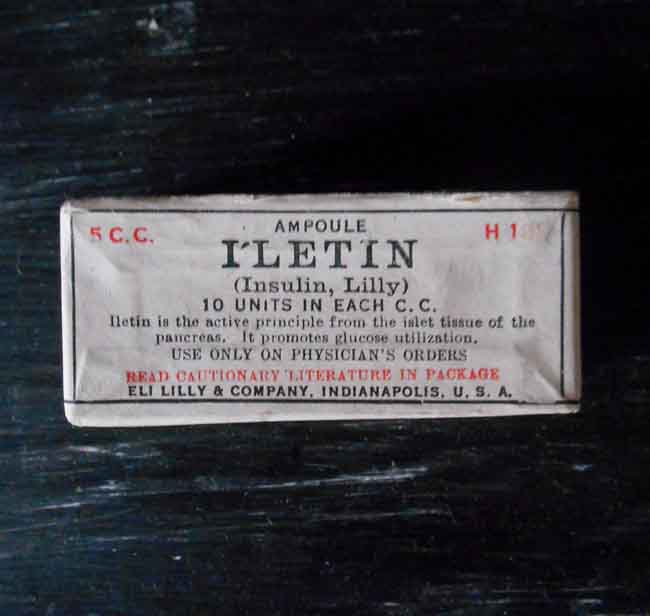 AMPOULE
5 C.C.
H 1
I'LETIN
(Insulin, Lilly)
10 UNITS IN EACH C. C.
Iletin is the active principle from the islet tissue of the
pancreas. It promotes glucose utilization.
USE ONLY ON PHYSICIAN'S ORDERS
READ CAUTIONARY LITERATURE IN PACKAGE
ELI LILLY & COMPANY, INDIANAPOLIS, U. S. A.